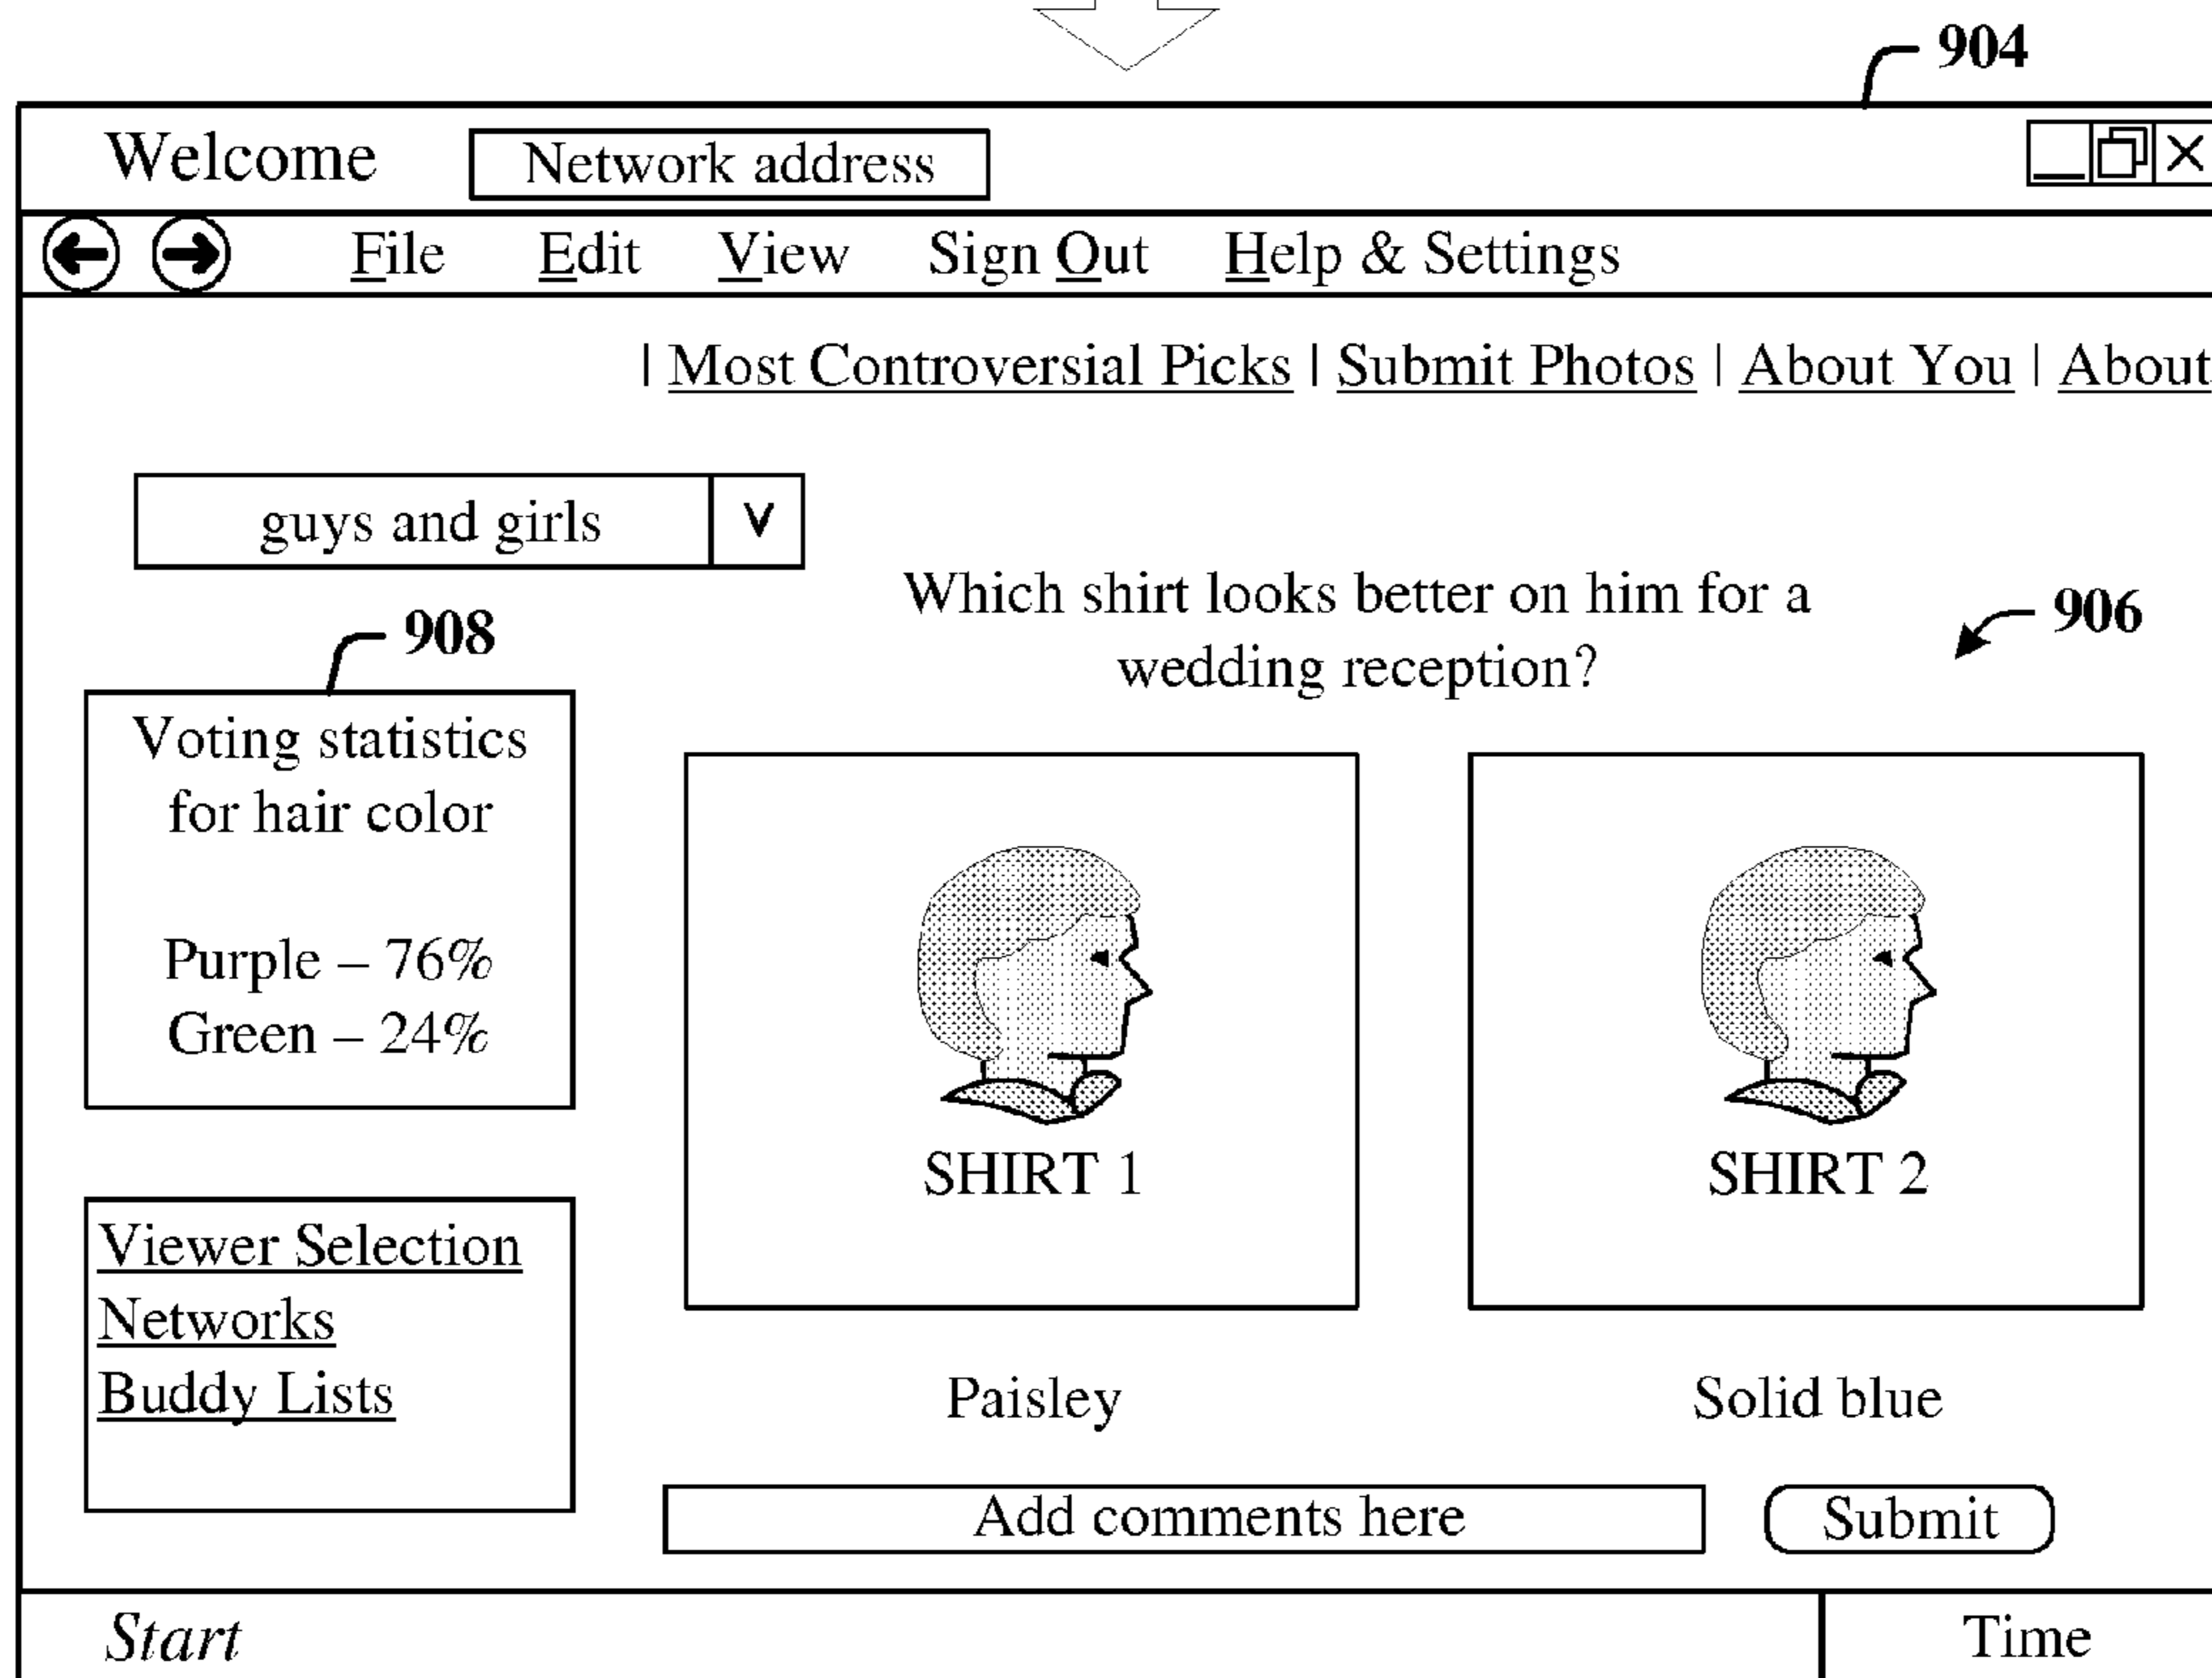 904
Welcome Network address
File Edit View Sign Out Help & Settings
| Most Controversial Picks | Submit Photos | About You | About
guys and girls V
Which shirt looks better on him for a
wedding reception?
906
908
Voting statistics
for hair color
Purple – 76%
Green – 24%
SHIRT 1
SHIRT 2
Viewer Selection
Networks
Buddy Lists
Paisley
Solid blue
Add comments here
Submit
Start
Time